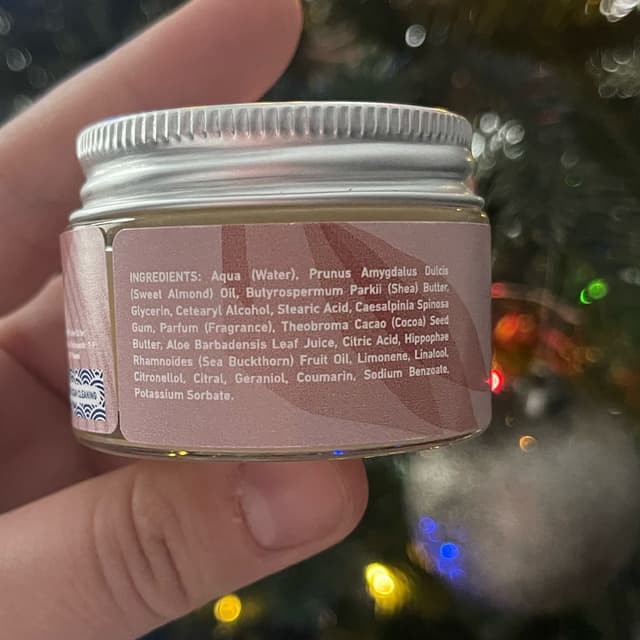 INGREDIENTS: Aqua (Water), Prunus Amygdalus Dulcis
(Sweet Almond) Oil, Butyrospermum Parkii (Shea) Butter,
Glycerin, Cetearyl Alcohol, Stearic Acid, Caesalpinia Spinosa
Gum, Parfum (Fragrance), Theobroma Cacao (Cocoa) Seed
Butter, Aloe Barbadensis Leaf Juice, Citric Acid, Hippophae
Rhamnoides (Sea Buckthorn) Fruit Oil, Limonene, Linalool,
Citronellol, Citral, Geraniol, Coumarin, Sodium Benzoate,
Potassium Sorbate.
CLEANING